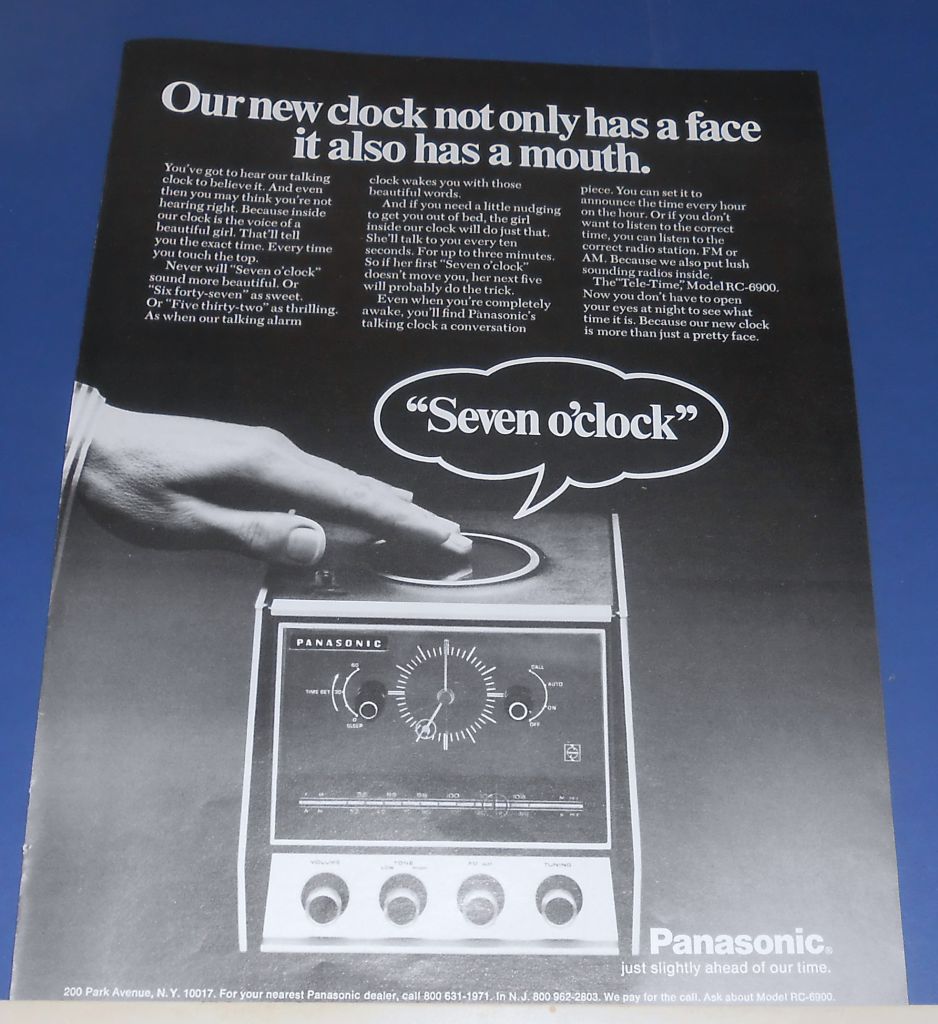 Our new clock not only has a face
it also has a mouth.
You've got to hear our talking
clock to believe it. And even
then you may think you're not
hearing right. Because inside
our clock is the voice of a
beautiful girl. That'll tell
you the exact time. Every time
you touch the top.
Never will "Seven o'clock"
sound more beautiful. Or
"Six forty-seven" as sweet.
Or "Five thirty-two" as thrilling.
As when our talking alarm
clock wakes you with those
beautiful words.
And if you need a little nudging
to get you out of bed, the girl
inside our clock will do just that.
She'll talk to you every ten
seconds. For up to three minutes.
So if her first "Seven o'clock"
doesn't move you, her next five
will probably do the trick.
Even when you're completely
awake, you'll find Panasonic's
talking clock a conversation
piece. You can set it to
announce the time every hour
on the hour. Or if you don't
want to listen to the correct
time, you can listen to the
correct radio station. FM or
AM. Because we also put lush
sounding radios inside.
The "Tele-Time," Model RC-6900.
Now you don't have to open
your eyes at night to see what
time it is. Because our new clock
is more than just a pretty face.
"Seven o'clock"
PANASONIC
60
TIME SET 30
0
SLEEP
CALL
AUTO
ON
OFF
VOLUME
TONE
LOW HIGH
FM AM
TUNING
Panasonic®
just slightly ahead of our time.
200 Park Avenue, N.Y. 10017. For your nearest Panasonic dealer, call 800 631-1971. In N.J. 800 962-2803. We pay for the call. Ask about Model RC-6900.